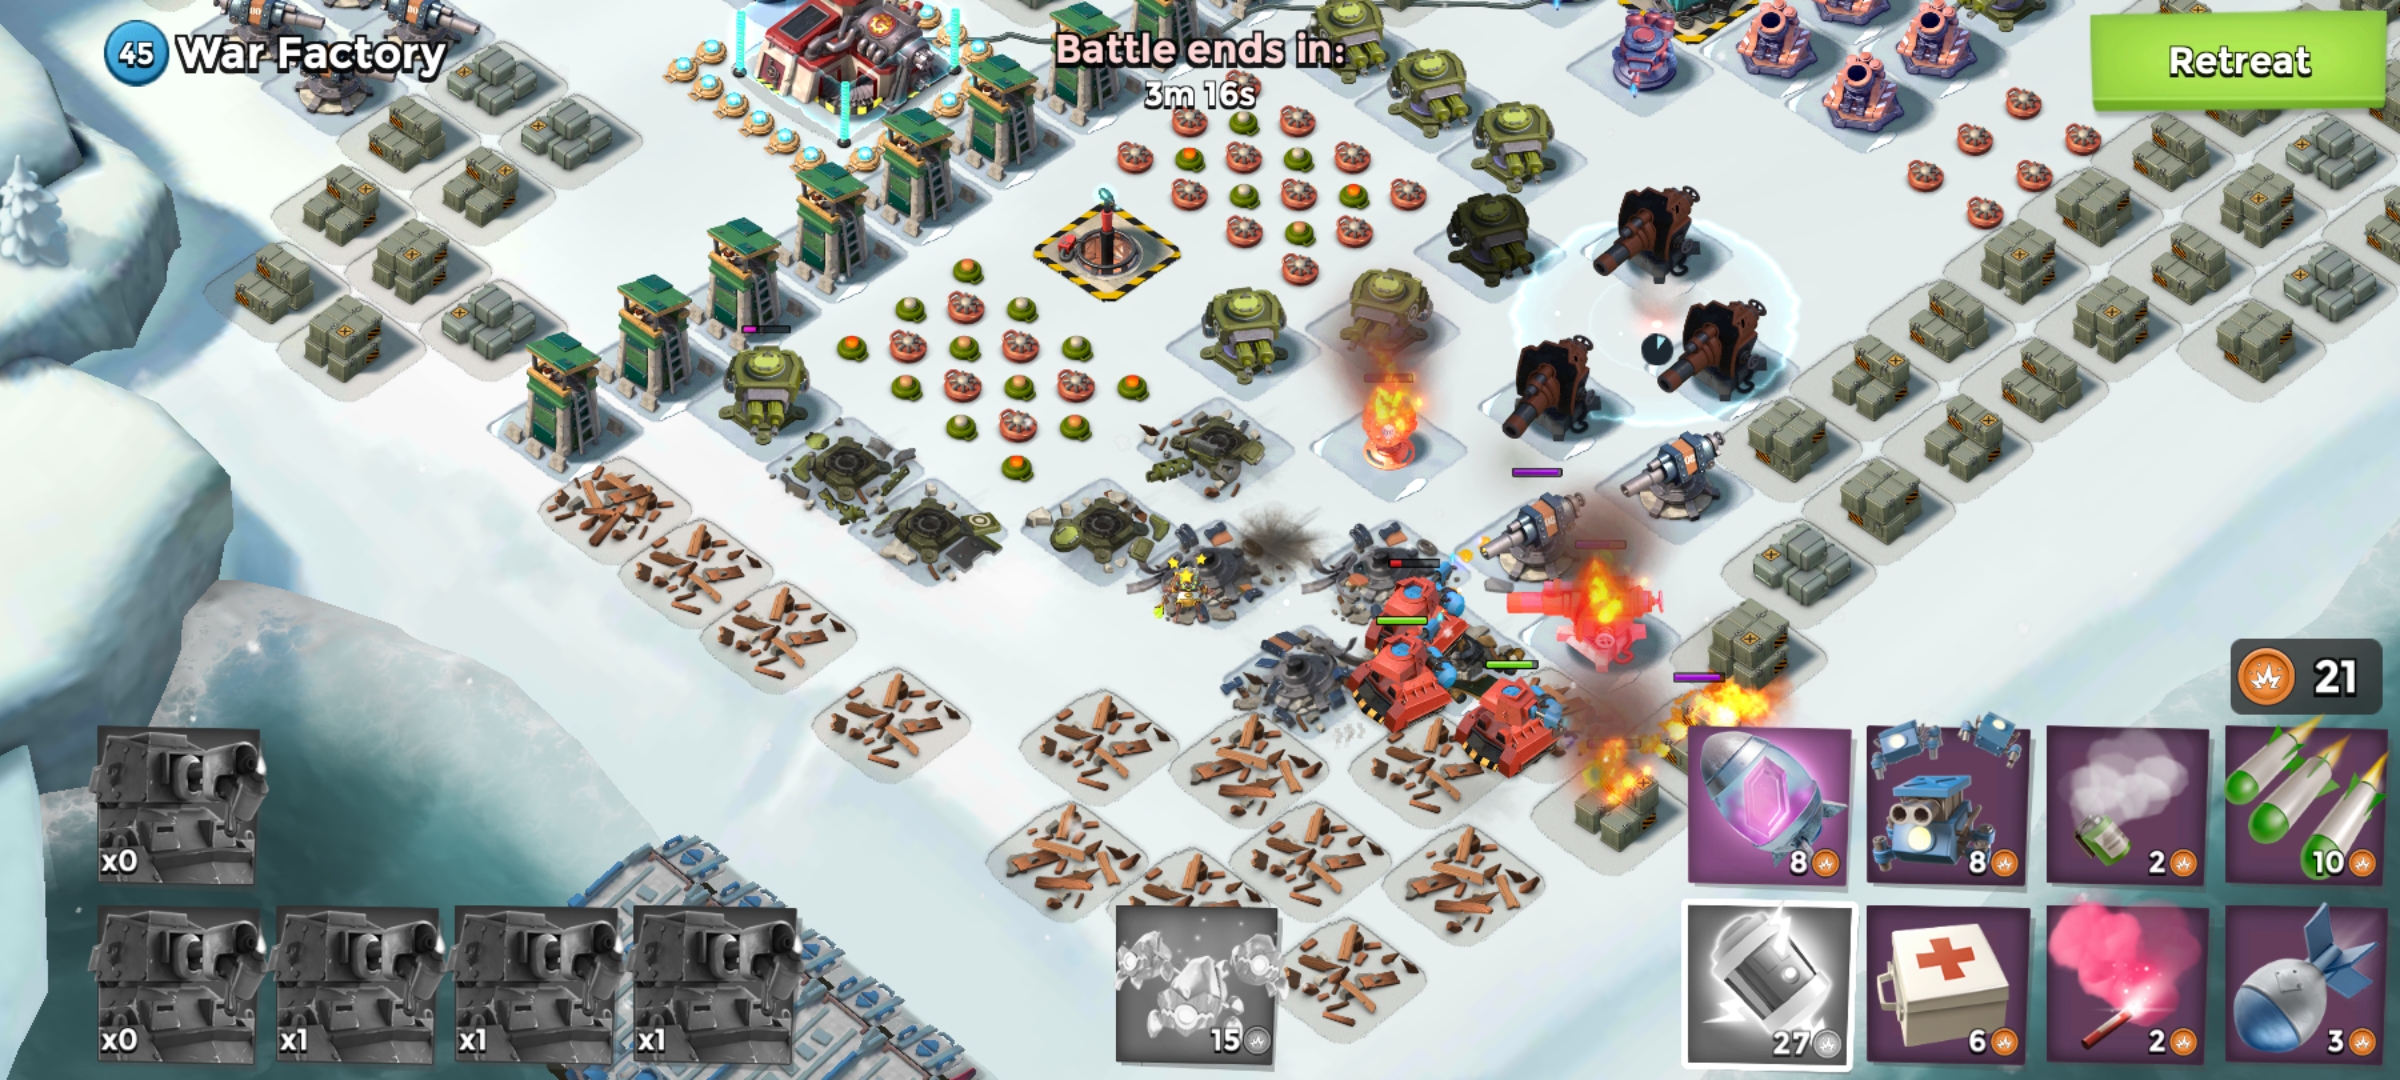 45 War Factory
Battle ends in:
3m 16s
Retreat
21
x0
8
8
2
10
x0
x1
x1
x1
15
27
6
2
3